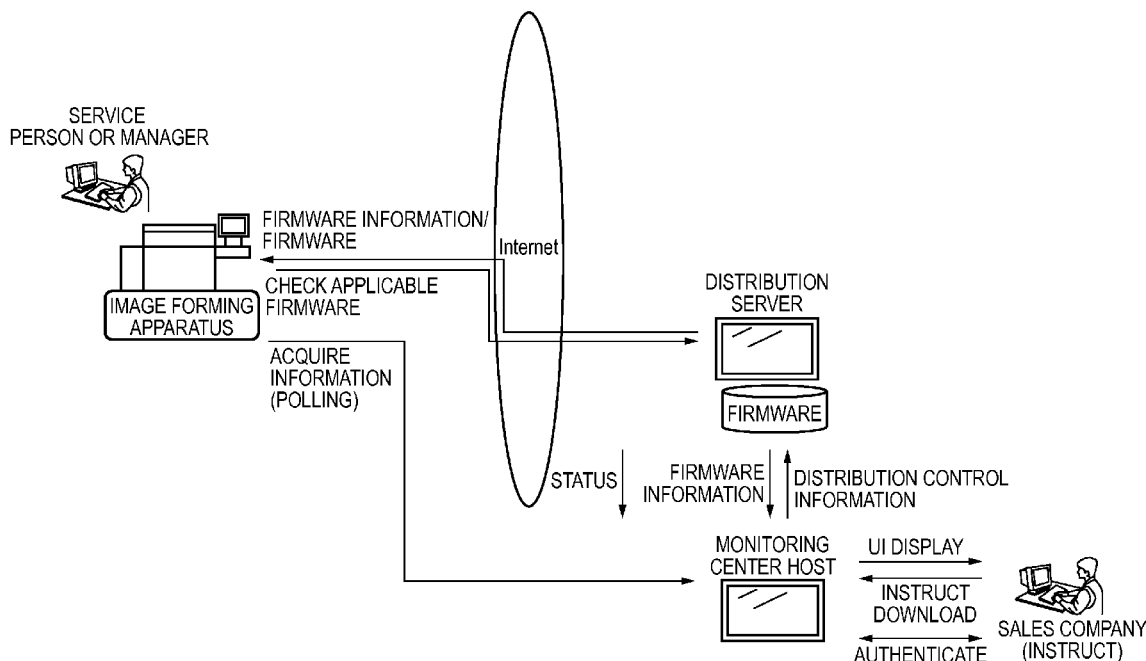 SERVICE
PERSON OR MANAGER
FIRMWARE INFORMATION/
FIRMWARE
Internet
CHECK APPLICABLE
FIRMWARE
IMAGE FORMING
APPARATUS
ACQUIRE
INFORMATION
(POLLING)
DISTRIBUTION
SERVER
FIRMWARE
STATUS
FIRMWARE
INFORMATION
DISTRIBUTION CONTROL
INFORMATION
MONITORING
CENTER HOST
UI DISPLAY
INSTRUCT
DOWNLOAD
AUTHENTICATE
SALES COMPANY
(INSTRUCT)